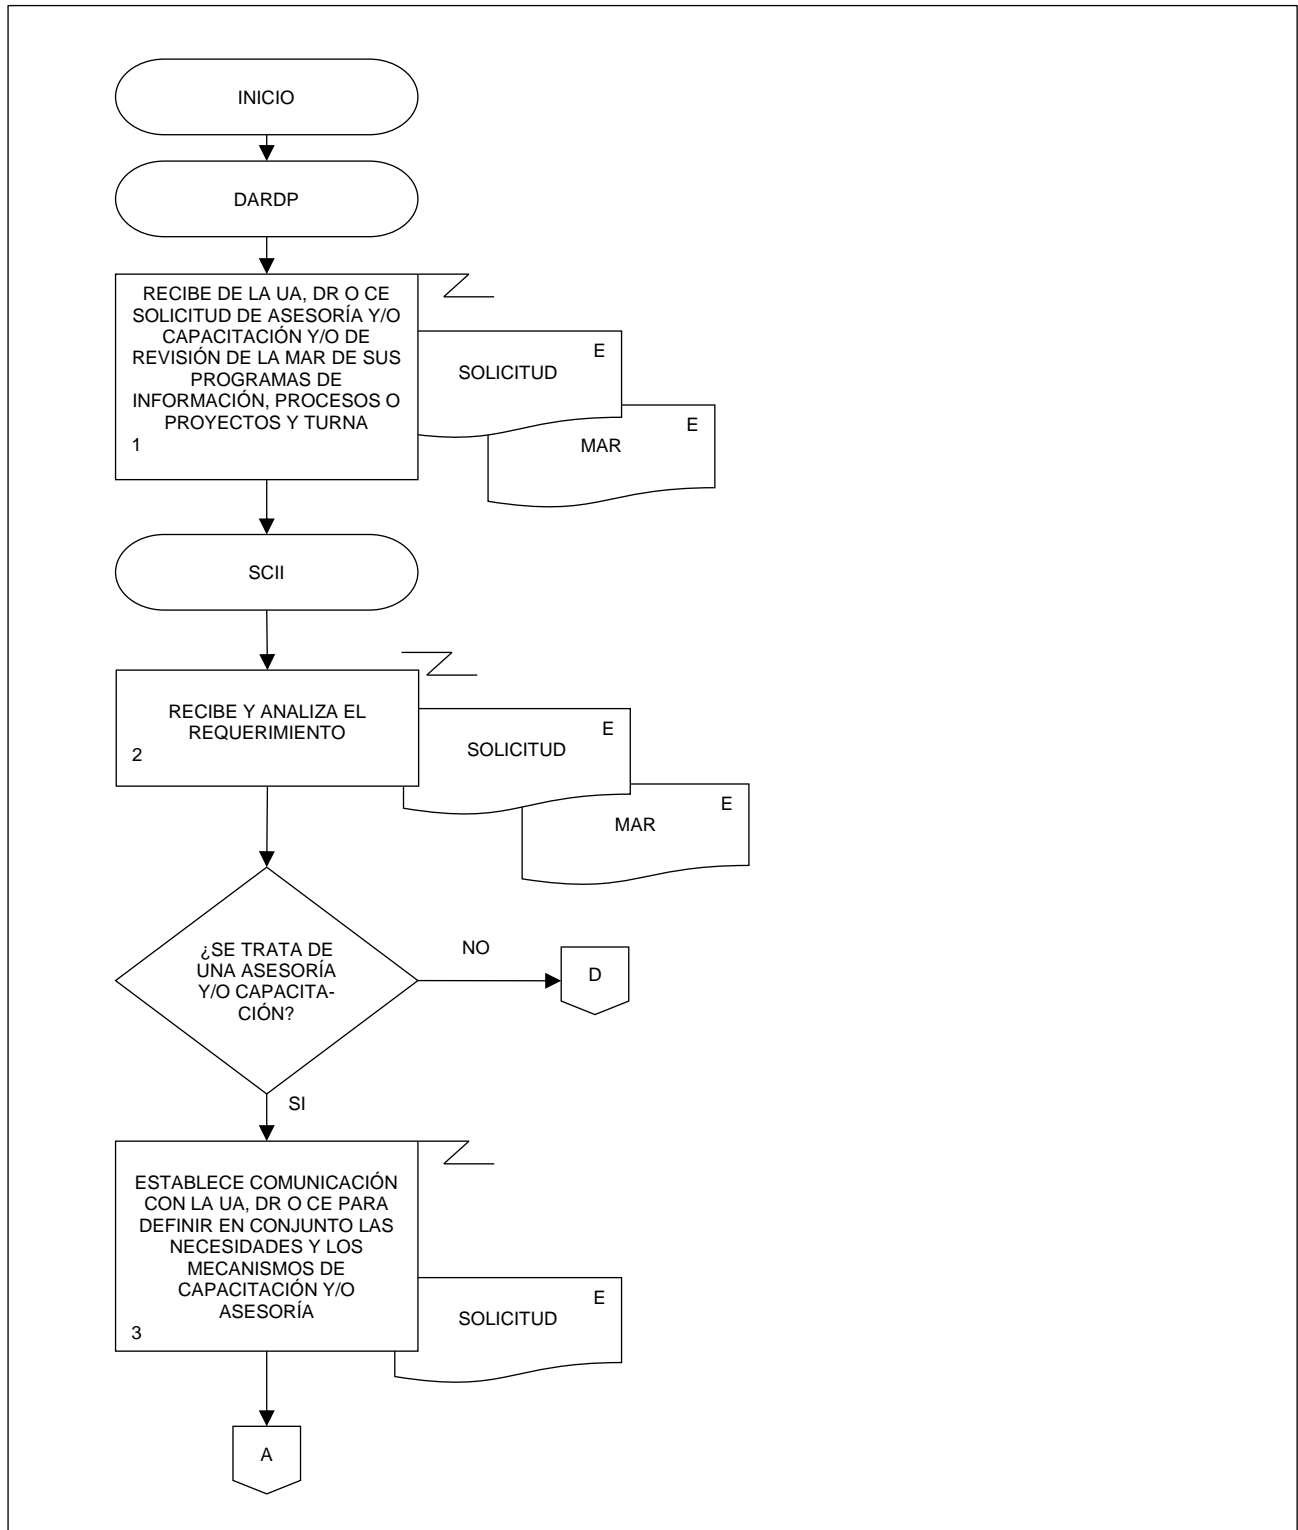 INICIO
DARDP
RECIBE DE LA UA, DR O CE
SOLICITUD DE ASESORÍA Y/O
CAPACITACIÓN Y/O DE
REVISIÓN DE LA MAR DE SUS
PROGRAMAS DE
INFORMACIÓN, PROCESOS O
PROYECTOS Y TURNA
1
E
SOLICITUD
E
MAR
SCII
RECIBE Y ANALIZA EL
REQUERIMIENTO
2
E
SOLICITUD
E
MAR
¿SE TRATA DE
UNA ASESORÍA
Y/O CAPACITA-
CIÓN?
NO
D
SI
ESTABLECE COMUNICACIÓN
CON LA UA, DR O CE PARA
DEFINIR EN CONJUNTO LAS
NECESIDADES Y LOS
MECANISMOS DE
CAPACITACIÓN Y/O
ASESORÍA
3
E
SOLICITUD
A